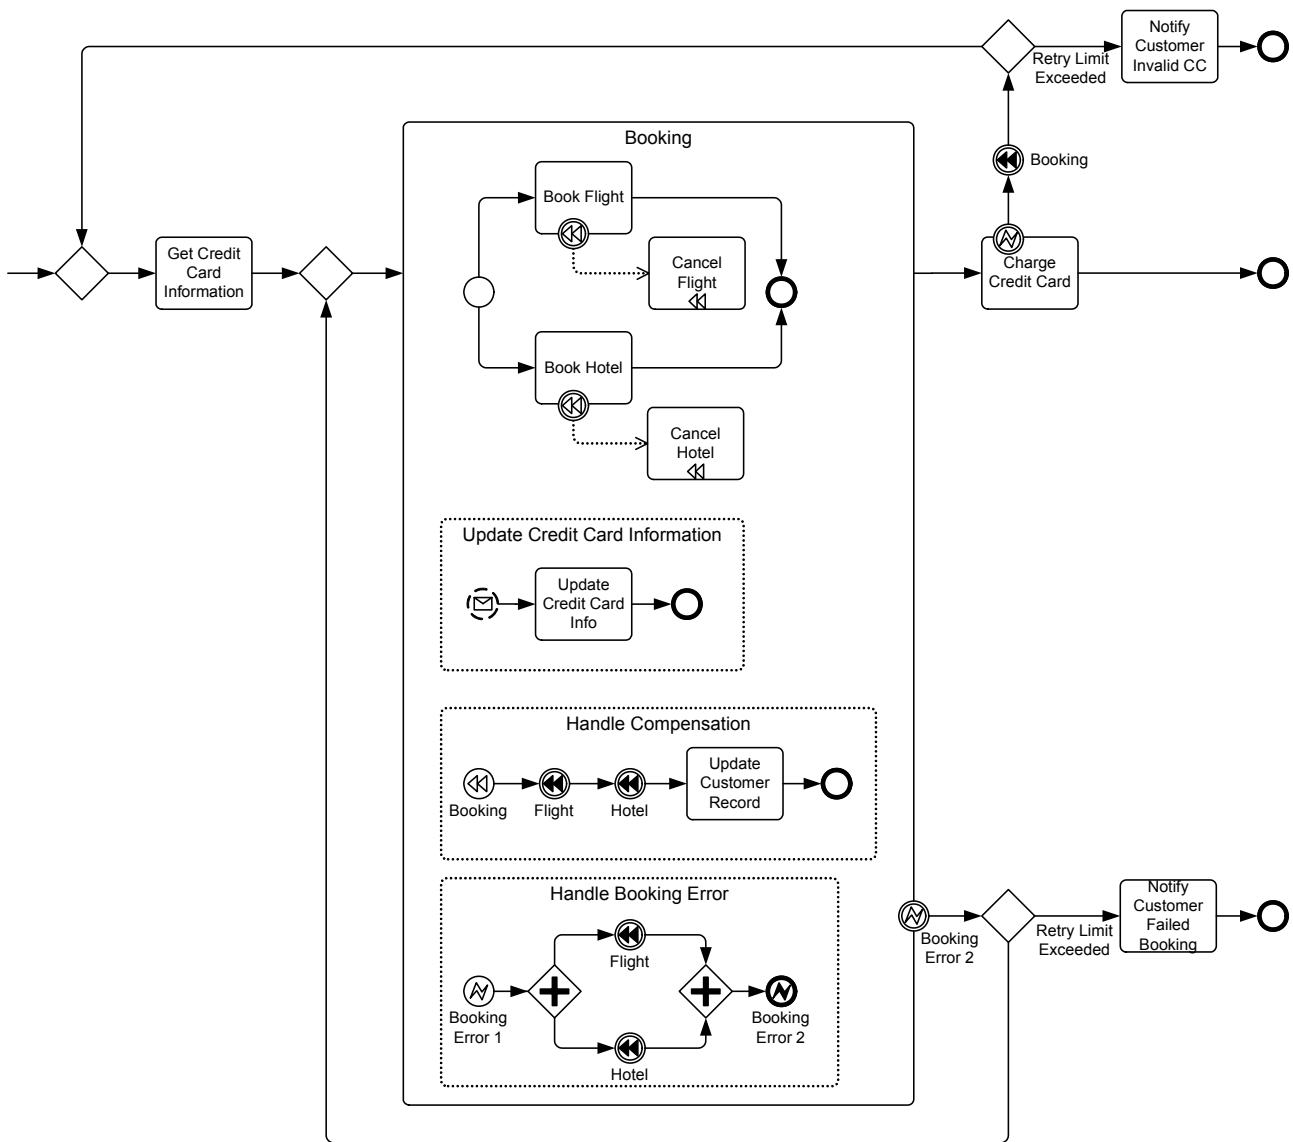 Notify
Customer
Invalid CC
Retry Limit
Exceeded
Booking
Booking
Book Flight
Get Credit
Card
Information
Cancel
Flight
Charge
Credit Card
Book Hotel
Cancel
Hotel
Update Credit Card Information
Update
Credit Card
Info
Handle Compensation
Update
Customer
Record
Booking
Flight
Hotel
Handle Booking Error
Notify
Customer
Failed
Booking
Retry Limit
Exceeded
Booking
Error 2
Flight
Booking
Error 1
Booking
Error 2
Hotel